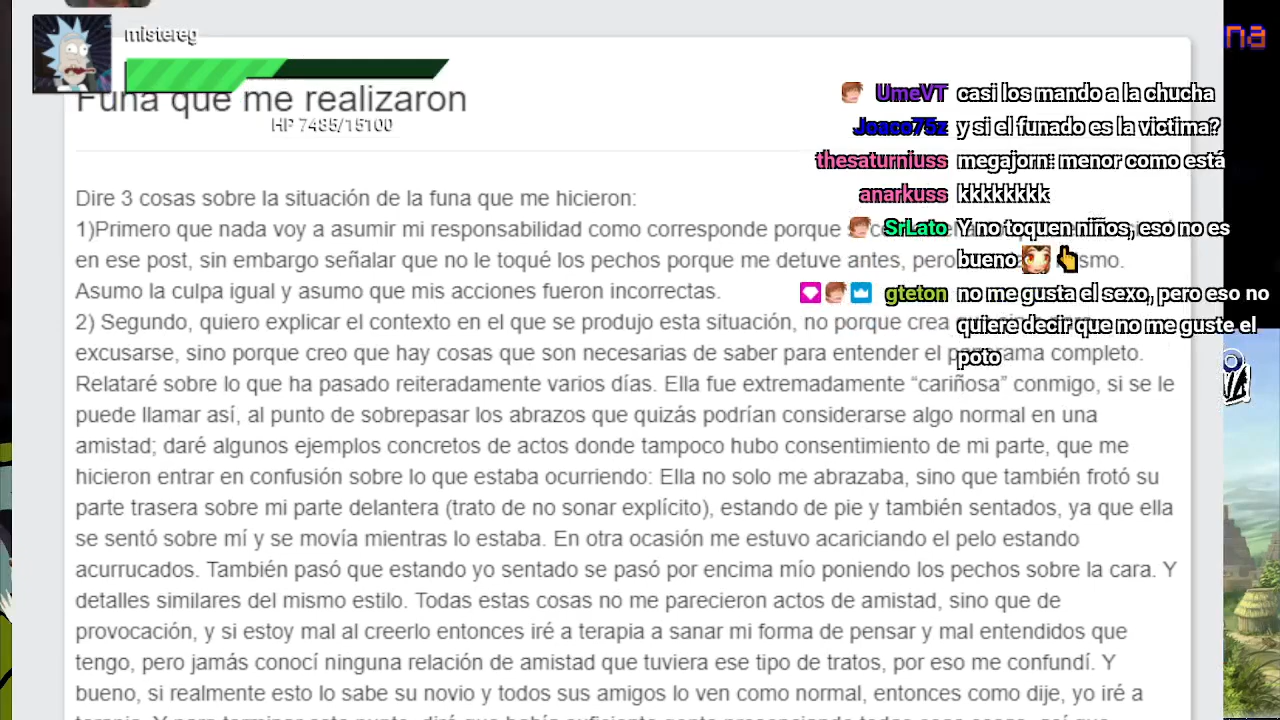 mistereg
na
Funa que me realizaron
HP 7485/15100
UmeVT casi los mando a la chucha
Joaco75z y si el funado es la victima?
thesaturniuss megajorn: menor como está
anarkuss kkkkkkkk
SrLato Y no toquen niños, eso no es
bueno
gteton no me gusta el sexo, pero eso no
quiere decir que no me guste el
poto
Dire 3 cosas sobre la situación de la funa que me hicieron:
1)Primero que nada voy a asumir mi responsabilidad como corresponde porque
en ese post, sin embargo señalar que no le toqué los pechos porque me detuve antes, pero smo.
Asumo la culpa igual y asumo que mis acciones fueron incorrectas.
2) Segundo, quiero explicar el contexto en el que se produjo esta situación, no porque crea
excusarse, sino porque creo que hay cosas que son necesarias de saber para entender el panorama completo.
Relataré sobre lo que ha pasado reiteradamente varios días. Ella fue extremadamente “cariñosa” conmigo, si se le
puede llamar así, al punto de sobrepasar los abrazos que quizás podrían considerarse algo normal en una
amistad; daré algunos ejemplos concretos de actos donde tampoco hubo consentimiento de mi parte, que me
hicieron entrar en confusión sobre lo que estaba ocurriendo: Ella no solo me abrazaba, sino que también frotó su
parte trasera sobre mi parte delantera (trato de no sonar explícito), estando de pie y también sentados, ya que ella
se sentó sobre mí y se movía mientras lo estaba. En otra ocasión me estuvo acariciando el pelo estando
acurrucados. También pasó que estando yo sentado se pasó por encima mío poniendo los pechos sobre la cara. Y
detalles similares del mismo estilo. Todas estas cosas no me parecieron actos de amistad, sino que de
provocación, y si estoy mal al creerlo entonces iré a terapia a sanar mi forma de pensar y mal entendidos que
tengo, pero jamás conocí ninguna relación de amistad que tuviera ese tipo de tratos, por eso me confundí. Y
bueno, si realmente esto lo sabe su novio y todos sus amigos lo ven como normal, entonces como dije, yo iré a